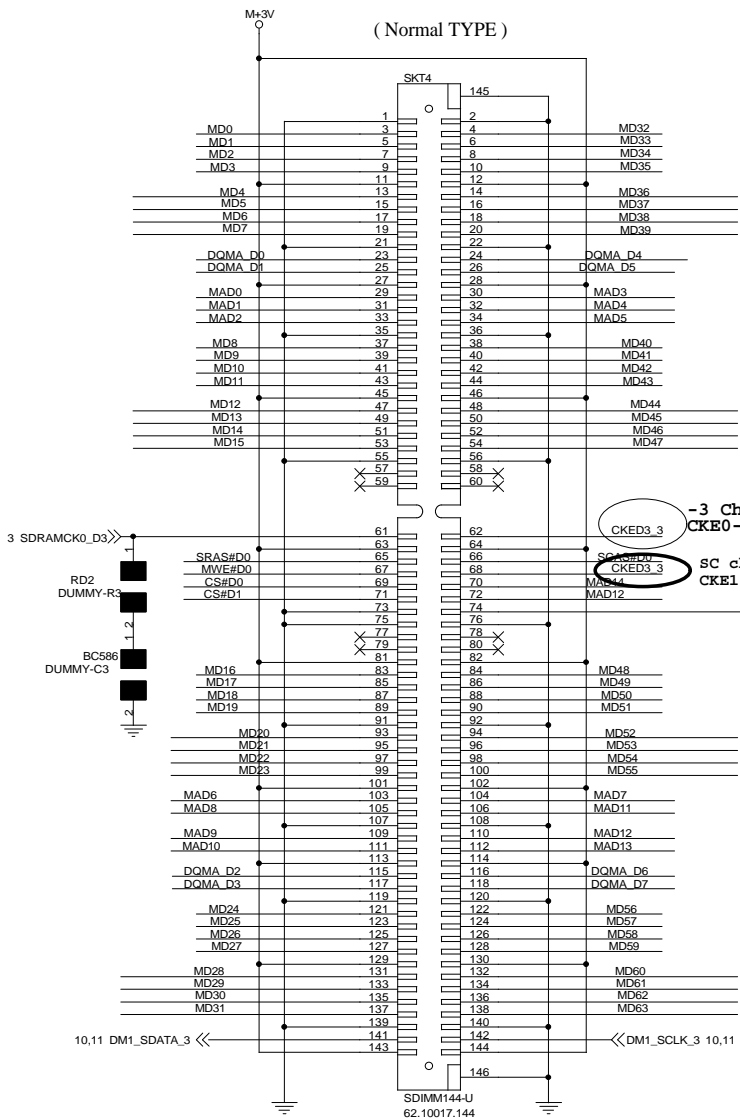 M+3V
( Normal TYPE )
SKT4
145
1 2
MD0 3 4 MD32
MD1 5 6 MD33
MD2 7 8 MD34
MD3 9 10 MD35
11 12
MD4 13 14 MD36
MD5 15 16 MD37
MD6 17 18 MD38
MD7 19 20 MD39
21 22
DQMA_D0 23 24 DQMA_D4
DQMA_D1 25 26 DQMA_D5
27 28
MAD0 29 30 MAD3
MAD1 31 32 MAD4
MAD2 33 34 MAD5
35 36
MD8 37 38 MD40
MD9 39 40 MD41
MD10 41 42 MD42
MD11 43 44 MD43
45 46
MD12 47 48 MD44
MD13 49 50 MD45
MD14 51 52 MD46
MD15 53 54 MD47
55 56
57 58
59 60
3 SDRAMCK0_D3 61 62 CKED3_3 -3 Ch
CKE0-
63 64
SRAS#D0 65 66 SCAS#D0
MWE#D0 67 68 CKED3_3 SC c
CKE1
CS#D0 69 70 MAD14
CS#D1 71 72 MAD12
73 74
75 76
77 78
79 80
81 82
1
RD2
DUMMY-R3
2
1
BC586
DUMMY-C3
2
MD16 83 84 MD48
MD17 85 86 MD49
MD18 87 88 MD50
MD19 89 90 MD51
91 92
MD20 93 94 MD52
MD21 95 96 MD53
MD22 97 98 MD54
MD23 99 100 MD55
101 102
MAD6 103 104 MAD7
MAD8 105 106 MAD11
107 108
MAD9 109 110 MAD12
MAD10 111 112 MAD13
113 114
DQMA_D2 115 116 DQMA_D6
DQMA_D3 117 118 DQMA_D7
119 120
MD24 121 122 MD56
MD25 123 124 MD57
MD26 125 126 MD58
MD27 127 128 MD59
129 130
MD28 131 132 MD60
MD29 133 134 MD61
MD30 135 136 MD62
MD31 137 138 MD63
139 140
10,11 DM1_SDATA_3 141 142 DM1_SCLK_3 10,11
143 144
146
SDIMM144-U
62.10017.144